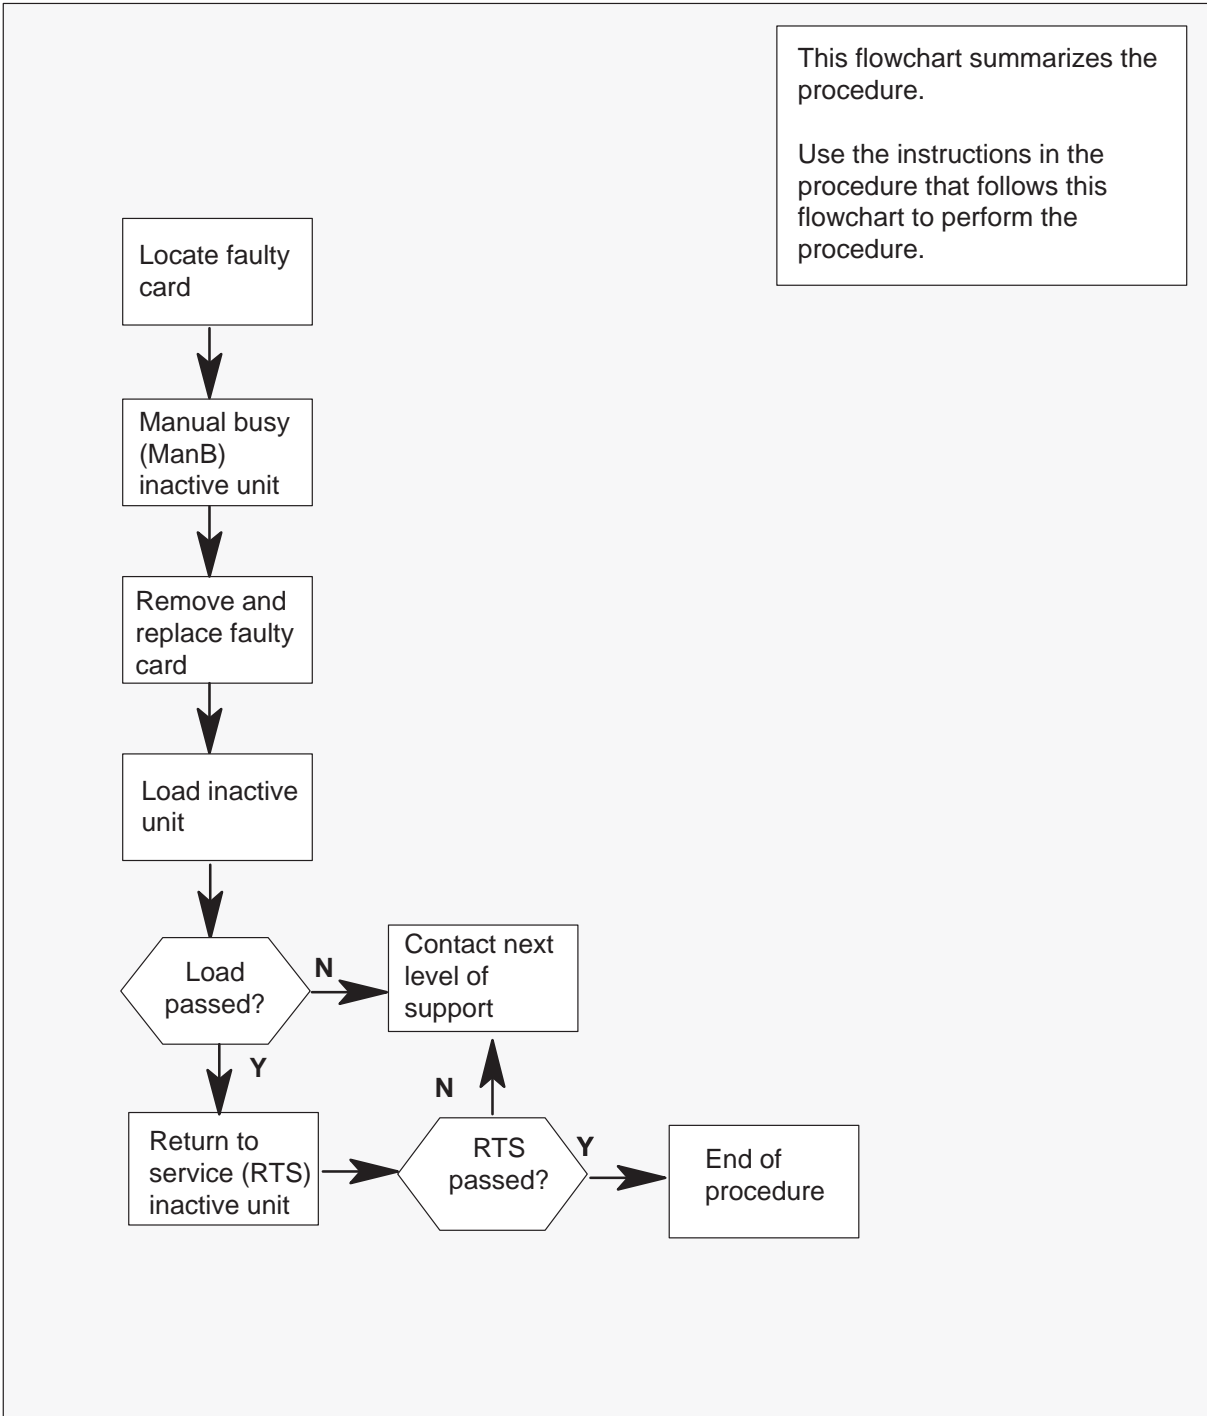 This flowchart summarizes the
procedure.
Use the instructions in the
procedure that follows this
flowchart to perform the
procedure.
Locate faulty
card
Manual busy
(ManB)
inactive unit
Remove and
replace faulty
card
Load inactive
unit
Load
passed?
N
Contact next
level of
support
Y
N
Return to
service (RTS)
inactive unit
RTS
passed?
Y
End of
procedure